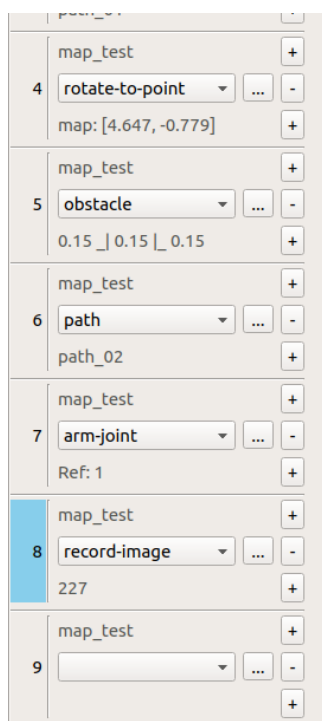 map_test
+
4 rotate-to-point ... -
map: [4.647, -0.779] +
map_test +
5 obstacle ... -
0.15 _| 0.15 |_ 0.15 +
map_test +
6 path ... -
path_02 +
map_test +
7 arm-joint ... -
Ref: 1 +
map_test +
8 record-image ... -
227 +
map_test +
9 ... -
+